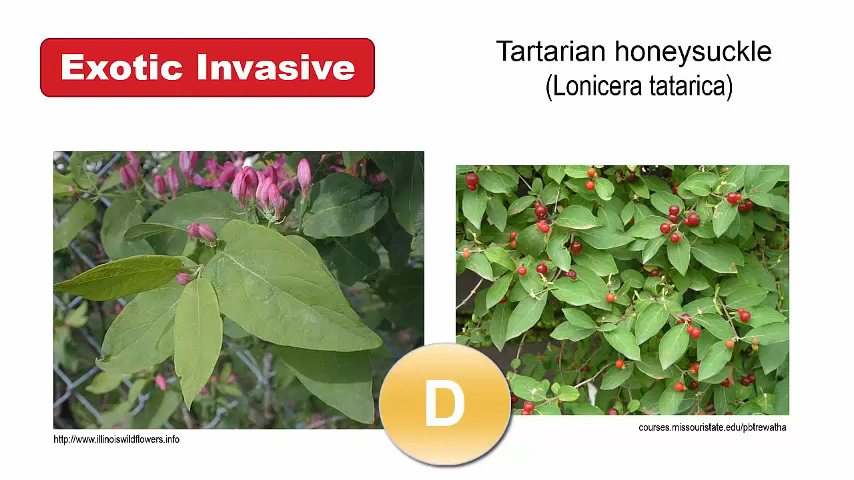 Exotic Invasive
Tartarian honeysuckle
(Lonicera tatarica)
D
http://www.illinoiswildflowers.info
courses.missouristate.edu/pbtrewatha